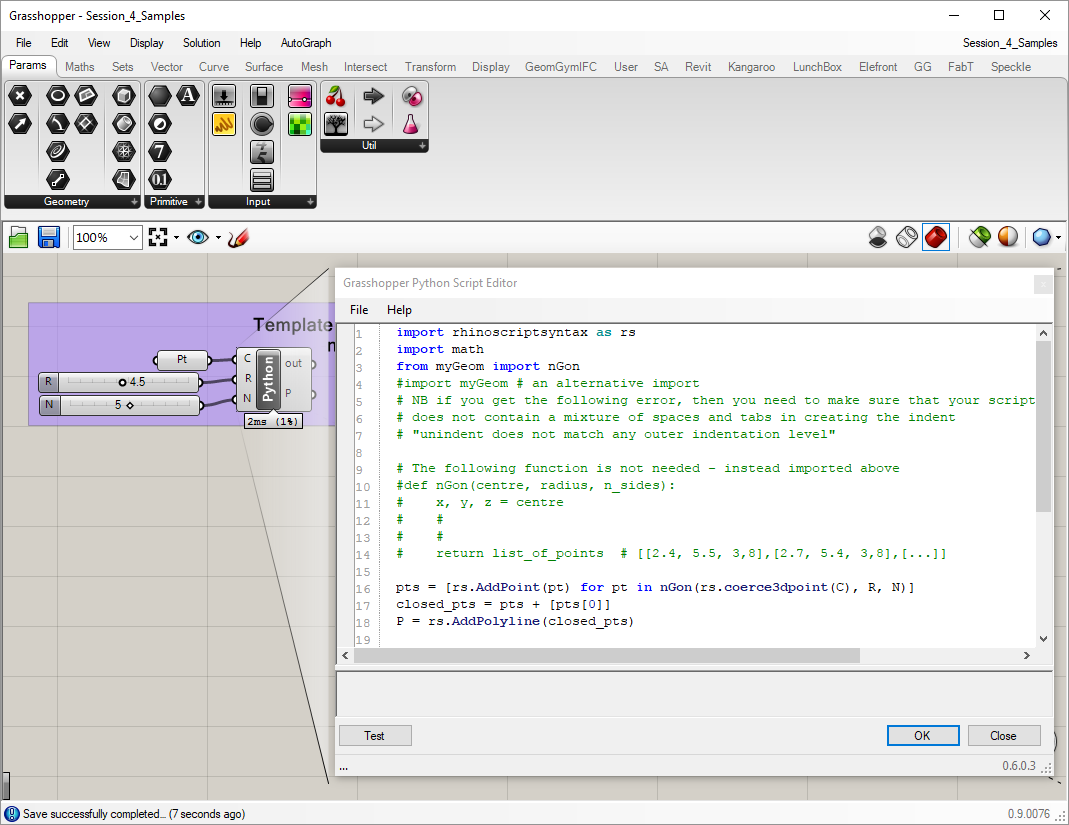 Grasshopper - Session_4_Samples
File Edit View Display Solution Help AutoGraph Session_4_Samples
Params Maths Sets Vector Curve Surface Mesh Intersect Transform Display GeomGymIFC User SA Revit Kangaroo LunchBox Elefront GG FabT Speckle
Geometry Primitive Input Util
100%
Grasshopper Python Script Editor
File Help
Template
n
Pt
R 4.5
N 5
C
R
N
Python
out
P
2ms (1%)
1 import rhinoscriptsyntax as rs
2 import math
3 from myGeom import nGon
4 #import myGeom # an alternative import
5 # NB if you get the following error, then you need to make sure that your script
6 # does not contain a mixture of spaces and tabs in creating the indent
7 # "unindent does not match any outer indentation level"
8
9 # The following function is not needed - instead imported above
10 #def nGon(centre, radius, n_sides):
11 #    x, y, z = centre
12 #    #
13 #    #
14 #    return list_of_points  # [[2.4, 5.5, 3,8],[2.7, 5.4, 3,8],[...]]
15
16 pts = [rs.AddPoint(pt) for pt in nGon(rs.coerce3dpoint(C), R, N)]
17 closed_pts = pts + [pts[0]]
18 P = rs.AddPolyline(closed_pts)
19
Test OK Close
... 0.6.0.3
Save successfully completed... (7 seconds ago) 0.9.0076